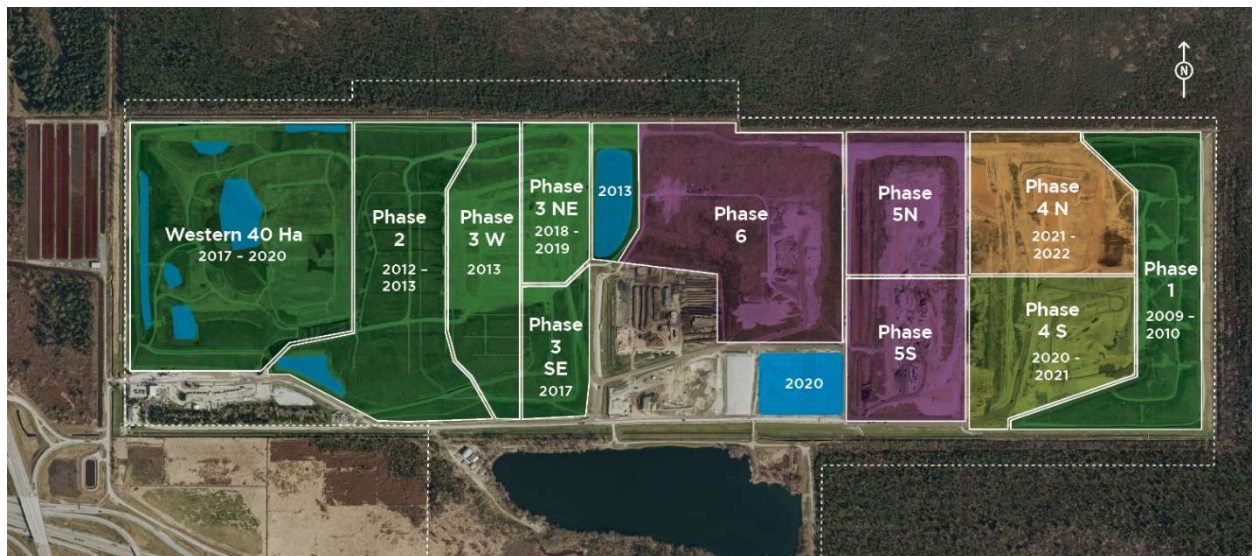 N
Western 40 Ha
2017 – 2020
Phase
2
2012 –
2013
Phase
3 W
2013
Phase
3 NE
2018 -
2019
Phase
3
SE
2017
2013
Phase
6
2020
Phase
5N
Phase
5S
Phase
4 N
2021 -
2022
Phase
4 S
2020 -
2021
Phase
1
2009 –
2010